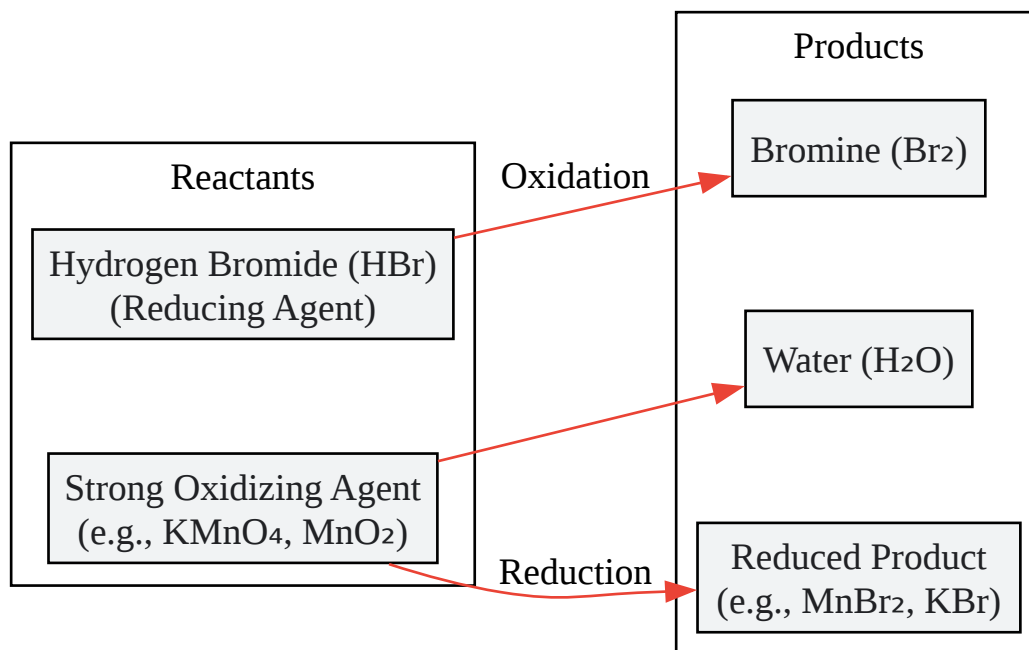 Products
Bromine (Br₂)
Reactants
Oxidation
Hydrogen Bromide (HBr)
(Reducing Agent)
Water (H₂O)
Strong Oxidizing Agent
(e.g., KMnO₄, MnO₂)
Reduction
Reduced Product
(e.g., MnBr₂, KBr)